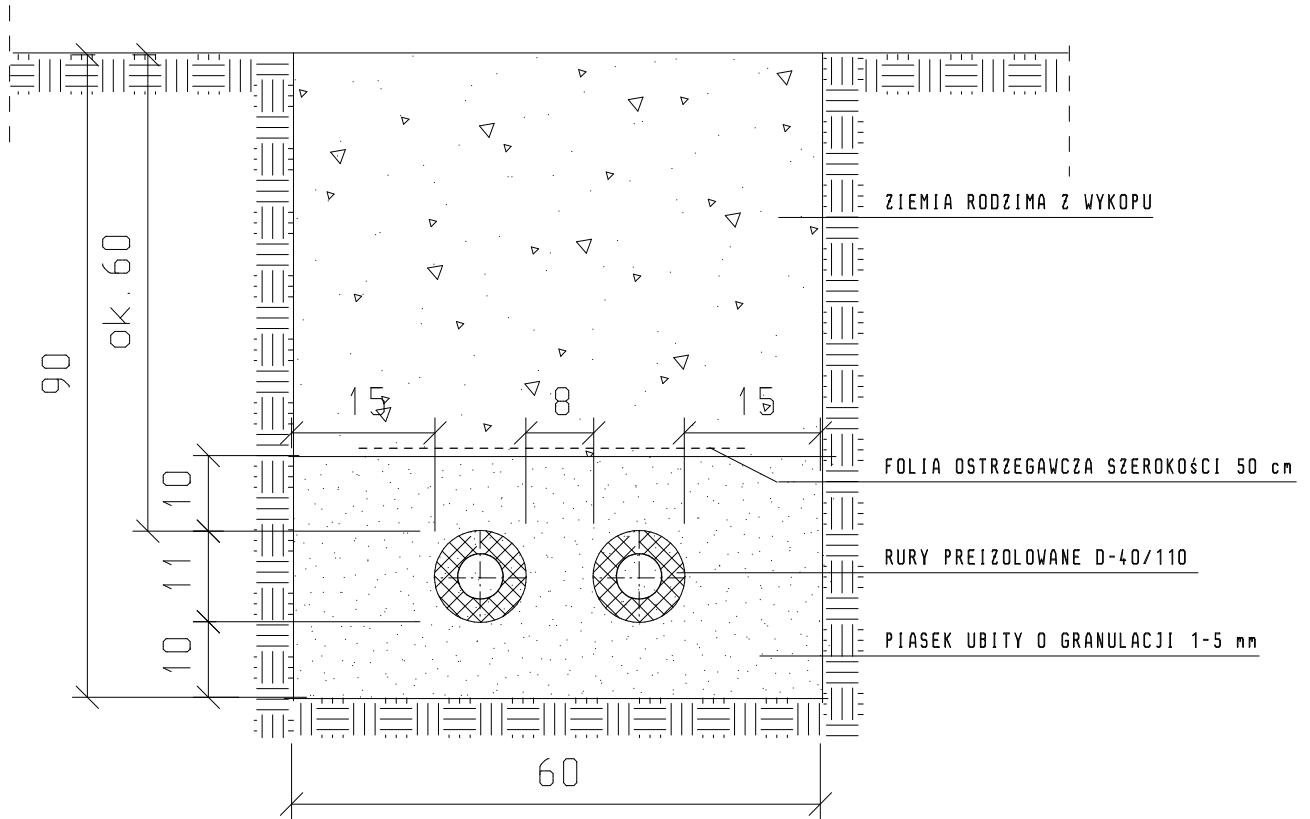 ZIEMIA RODZIMA Z WYKOPU
ok.60
90
15 8 15
10
FOLIA OSTRZEGAWCZA SZEROKOŚCI 50 cm
11
RURY PREIZOLOWANE D-40/110
10
PIASEK UBITY O GRANULACJI 1-5 mm
60